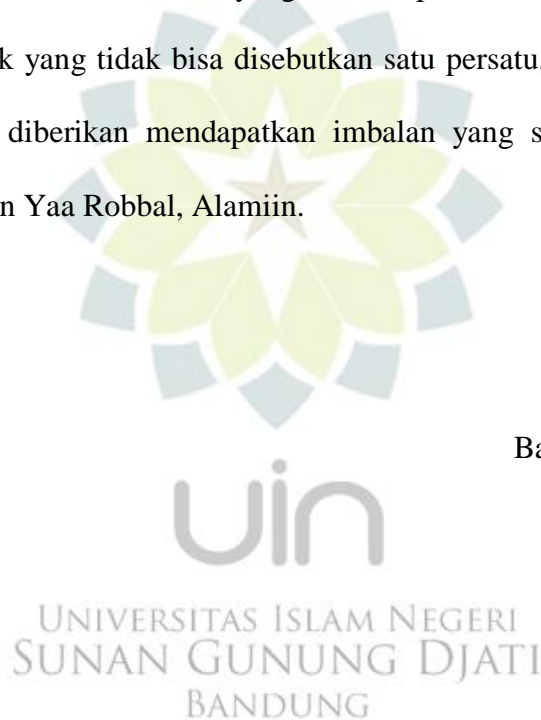 k yang tidak bisa disebutkan satu persatu.
diberikan mendapatkan imbalan yang s
n Yaa Robbal, Alamiin.
Ba
uin
UNIVERSITAS ISLAM NEGERI
SUNAN GUNUNG DJATI
BANDUNG